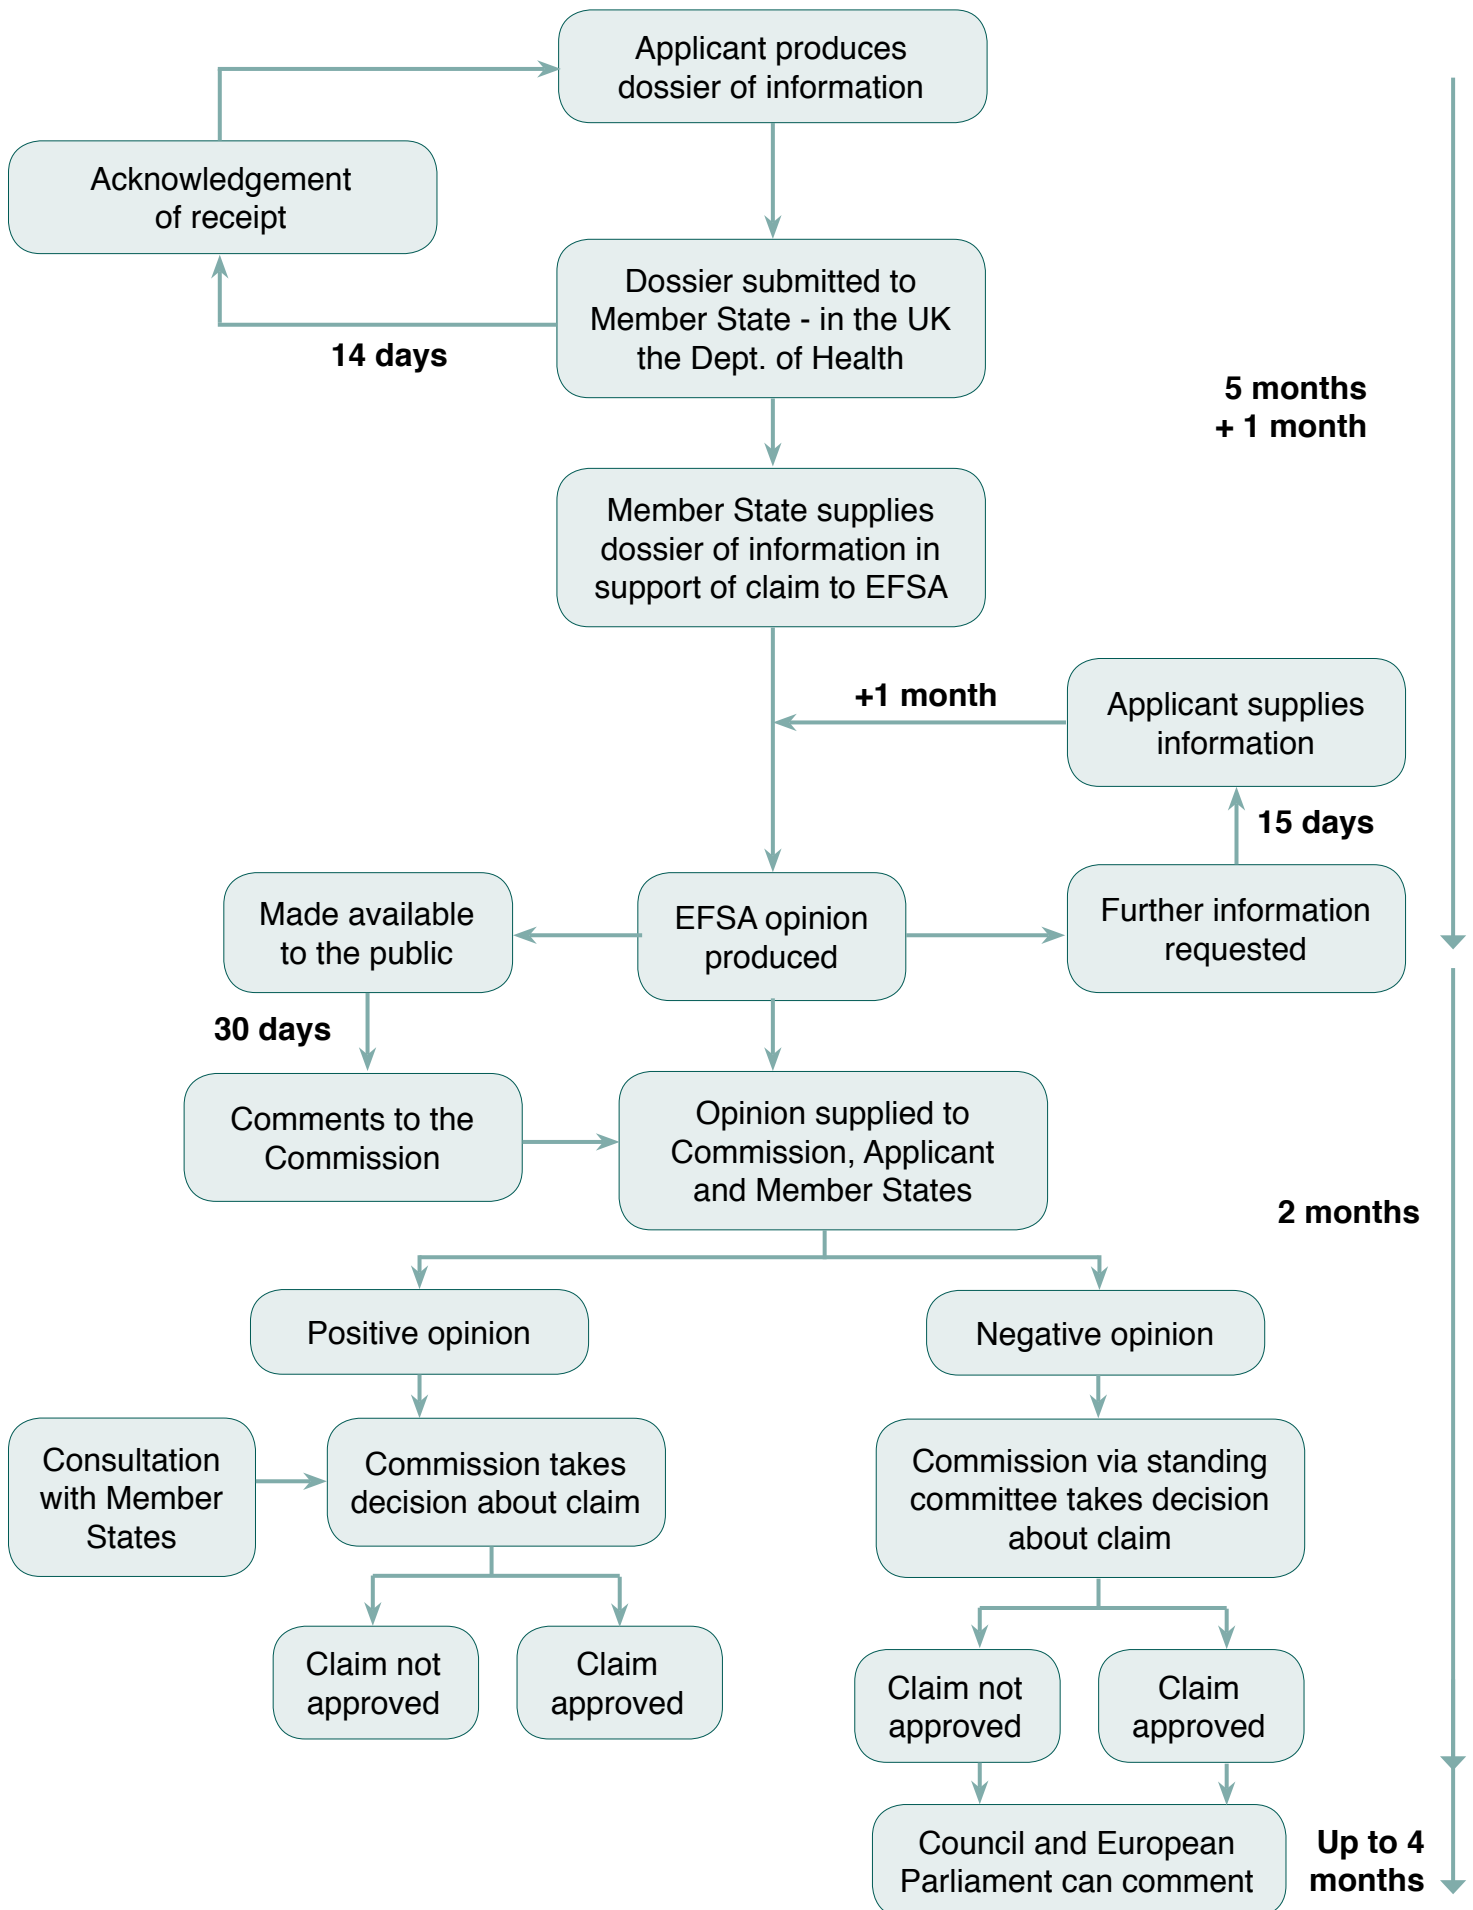 Applicant produces
dossier of information
Acknowledgement
of receipt
Dossier submitted to
Member State - in the UK
the Dept. of Health
14 days
5 months
+ 1 month
Member State supplies
dossier of information in
support of claim to EFSA
+1 month
Applicant supplies
information
15 days
Made available
to the public
EFSA opinion
produced
Further information
requested
30 days
Comments to the
Commission
Opinion supplied to
Commission, Applicant
and Member States
2 months
Positive opinion
Negative opinion
Consultation
with Member
States
Commission takes
decision about claim
Commission via standing
committee takes decision
about claim
Claim not
approved
Claim
approved
Claim not
approved
Claim
approved
Council and European
Parliament can comment
Up to 4
months